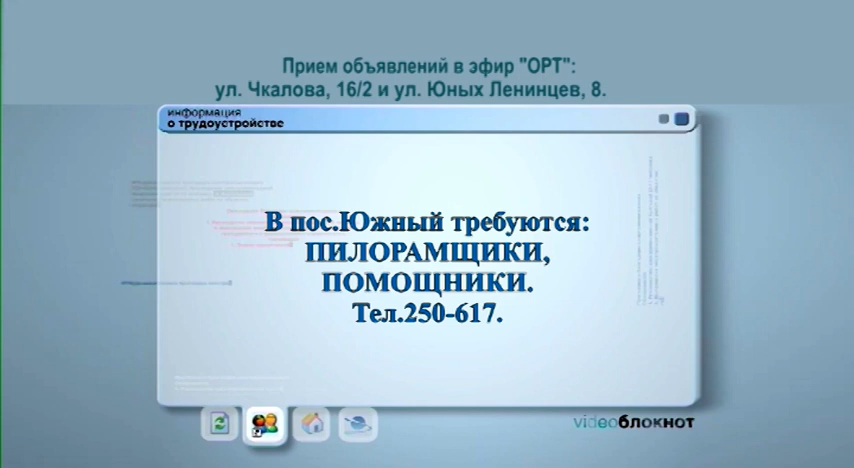 Прием объявлений в эфир "ОРТ":
ул. Чкалова, 16/2 и ул. Юных Ленинцев, 8.
информация
о трудоустройстве
В пос.Южный требуются:
ПИЛОРАМЩИКИ,
ПОМОЩНИКИ.
Тел.250-617.
videoблокнот